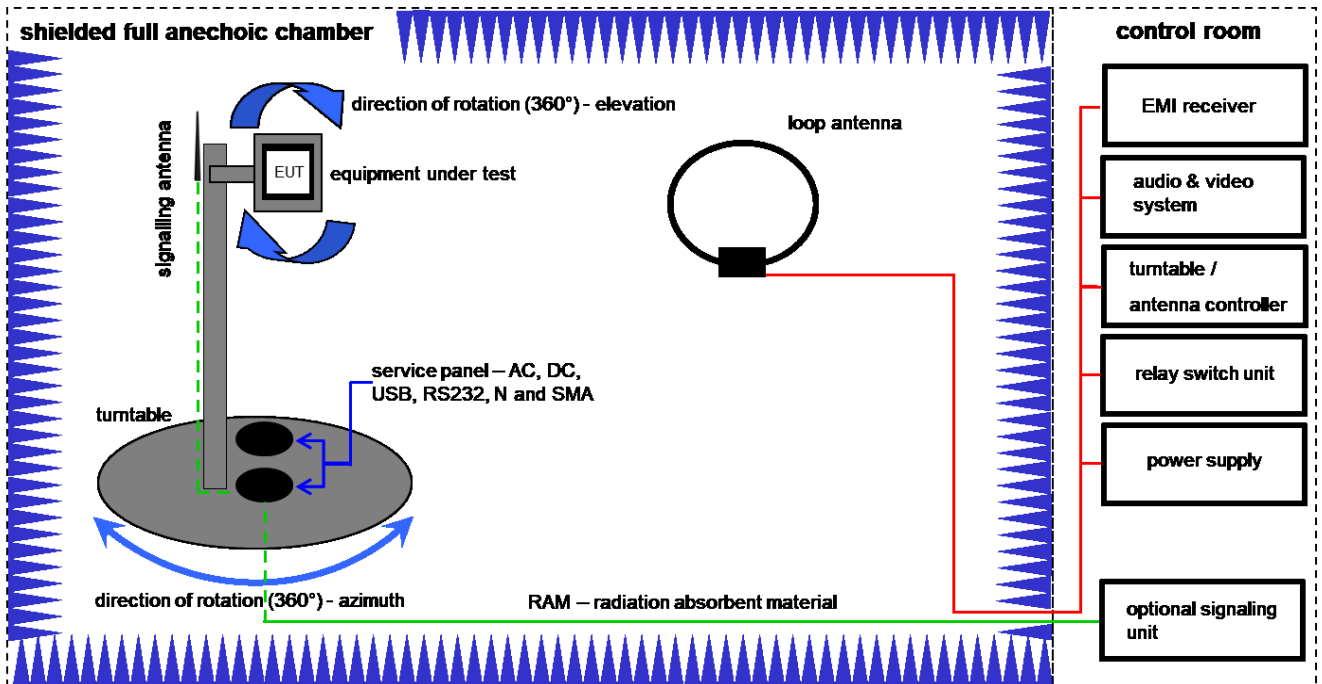 shielded full anechoic chamber
control room
direction of rotation (360°) - elevation
signalling antenna
EUT
equipment under test
loop antenna
EMI receiver
audio & video
system
turntable /
antenna controller
relay switch unit
power supply
service panel – AC, DC,
USB, RS232, N and SMA
turntable
direction of rotation (360°) - azimuth
RAM – radiation absorbent material
optional signaling
unit